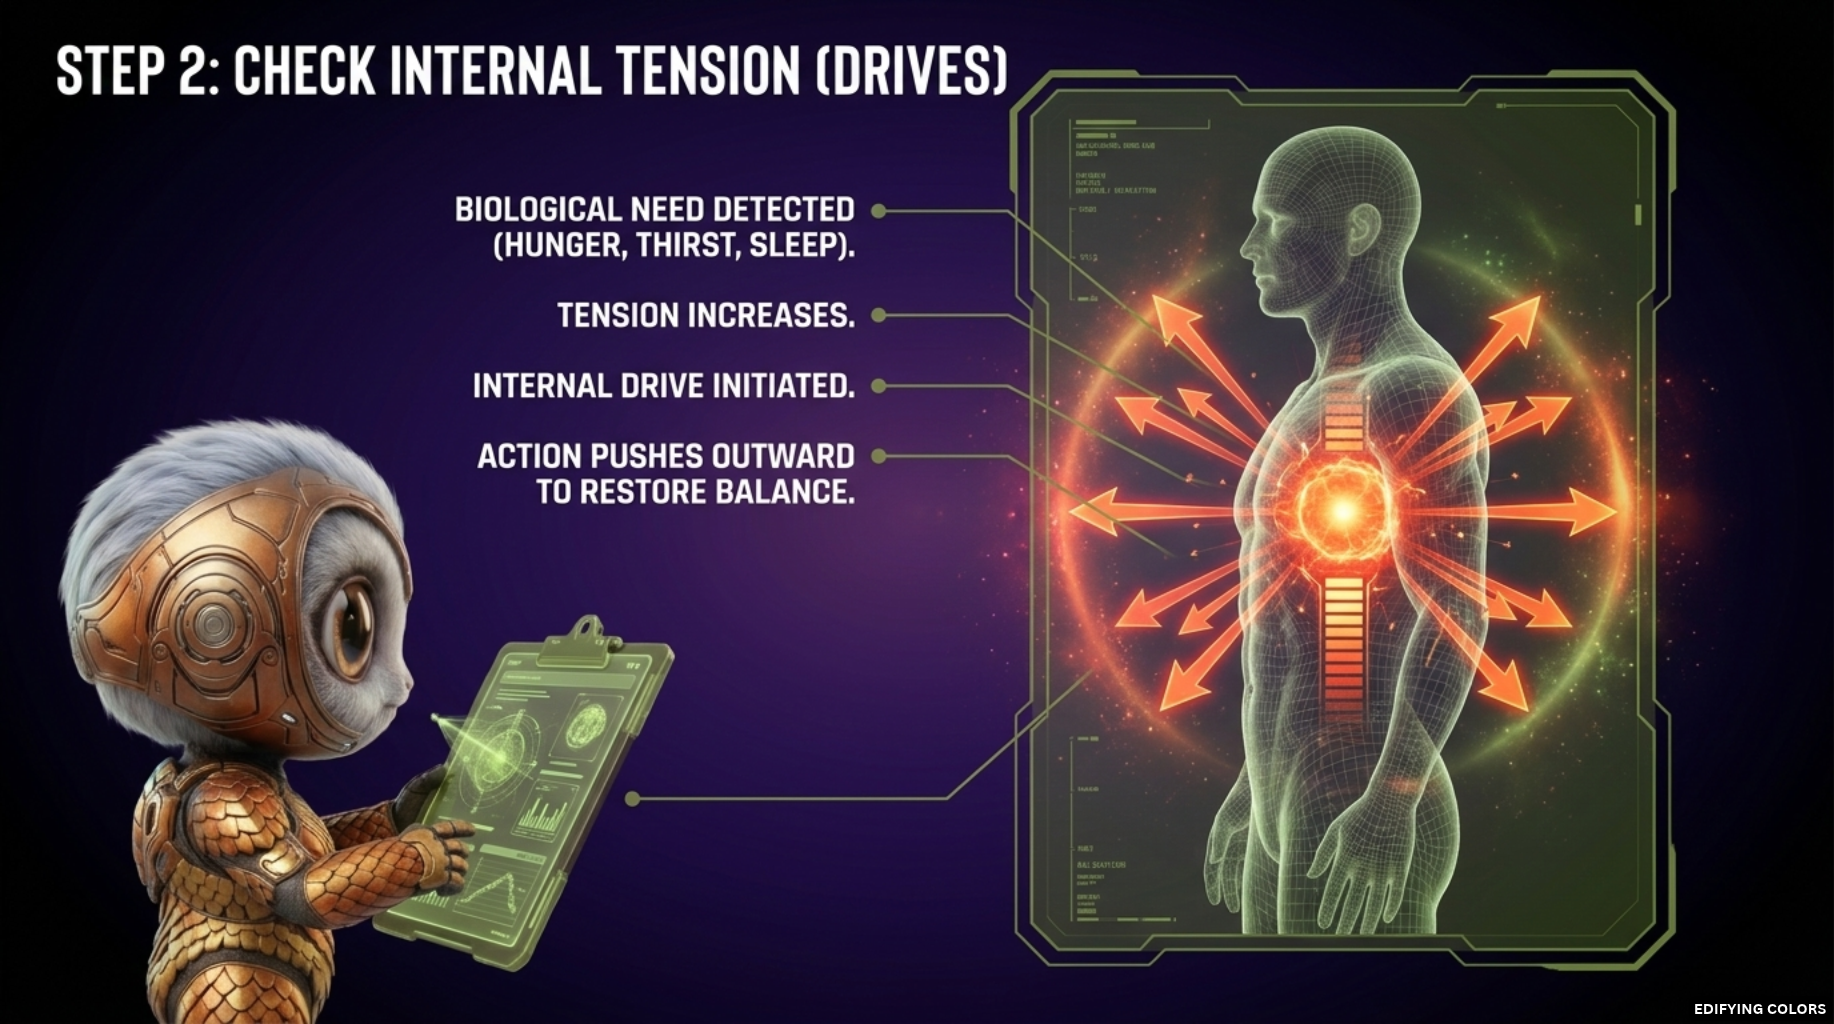 STEP 2: CHECK INTERNAL TENSION (DRIVES)
BIOLOGICAL NEED DETECTED
(HUNGER, THIRST, SLEEP).
TENSION INCREASES.
INTERNAL DRIVE INITIATED.
ACTION PUSHES OUTWARD
TO RESTORE BALANCE.
EDIFYING COLORS